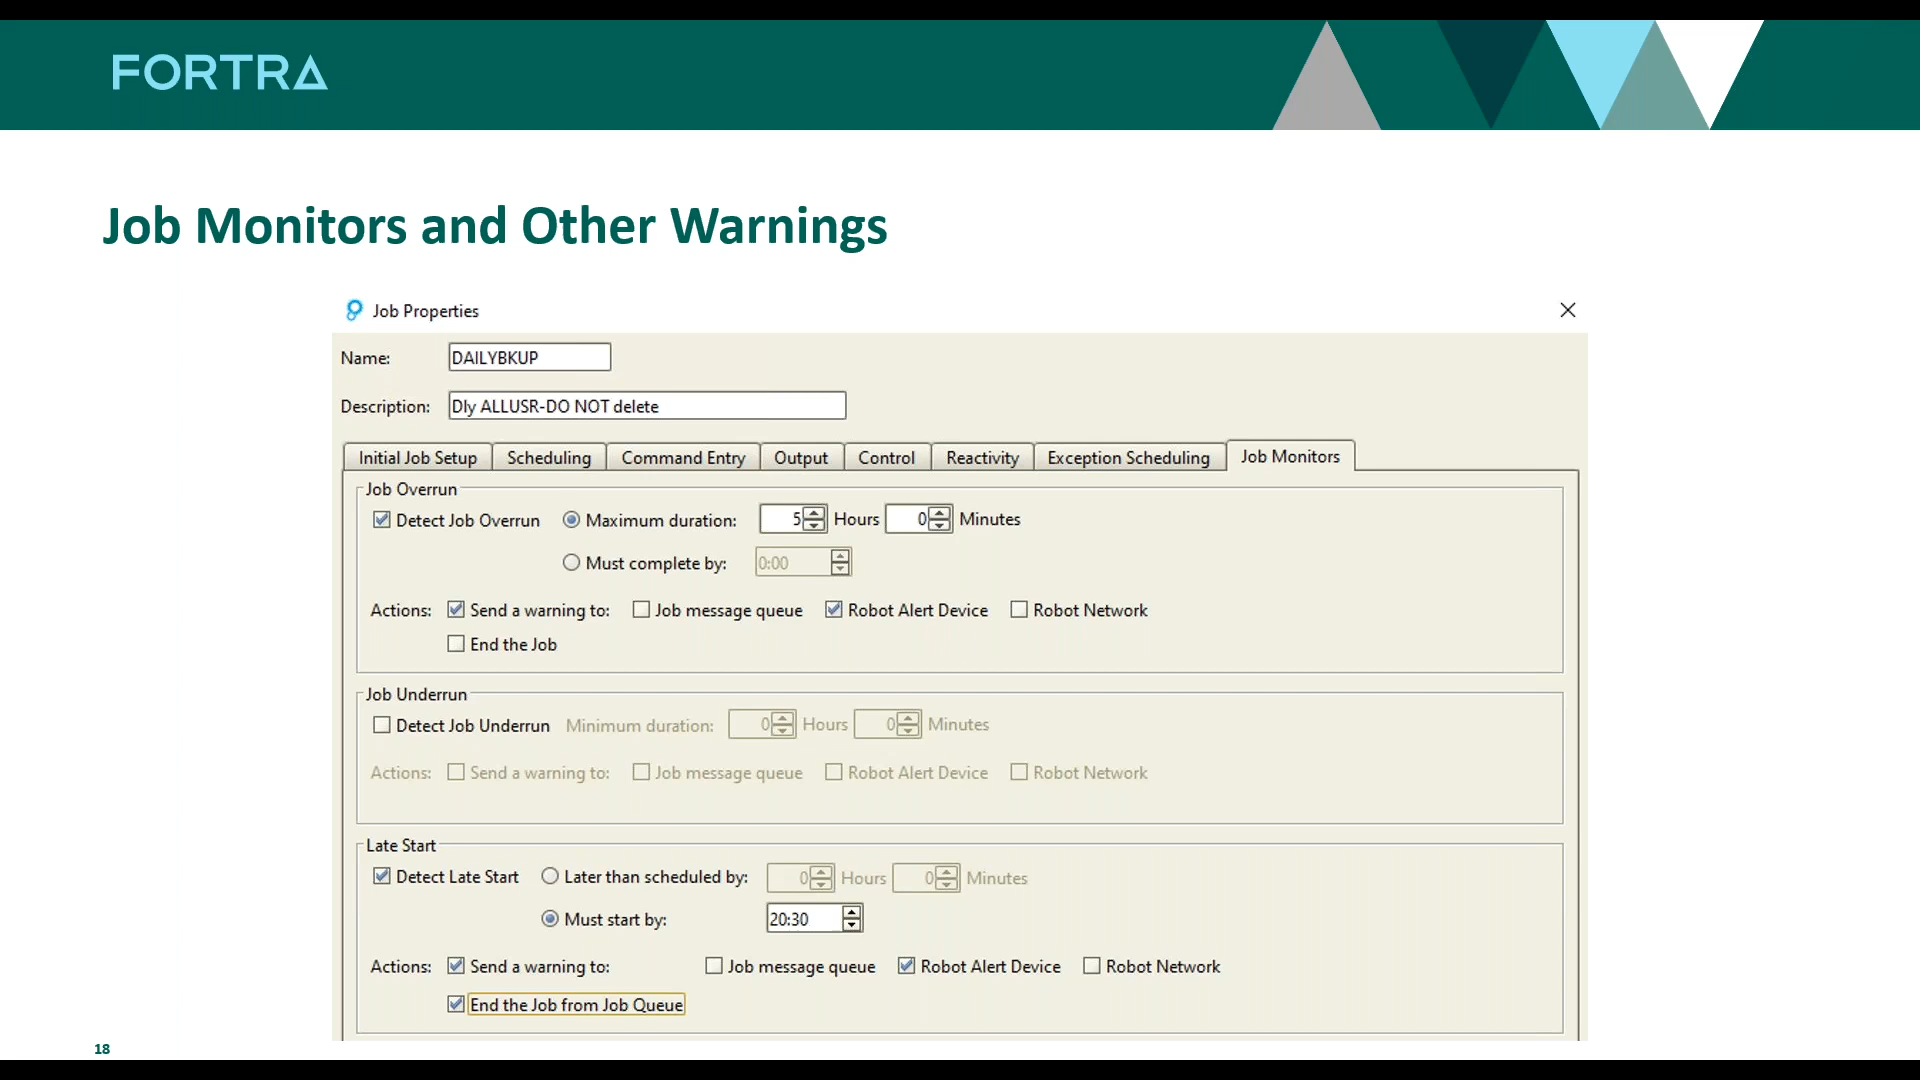 FORTRA
Job Monitors and Other Warnings
Job Properties
Name: DAILYBKUP
Description: Dly ALLUSR-DO NOT delete
Initial Job Setup Scheduling Command Entry Output Control Reactivity Exception Scheduling Job Monitors
Job Overrun
Detect Job Overrun Maximum duration: 5 Hours 0 Minutes
Must complete by: 0:00
Actions: Send a warning to: Job message queue Robot Alert Device Robot Network
End the Job
Job Underrun
Detect Job Underrun Minimum duration: 0 Hours 0 Minutes
Actions: Send a warning to: Job message queue Robot Alert Device Robot Network
Late Start
Detect Late Start Later than scheduled by: 0 Hours 0 Minutes
Must start by: 20:30
Actions: Send a warning to: Job message queue Robot Alert Device Robot Network
End the Job from Job Queue
18